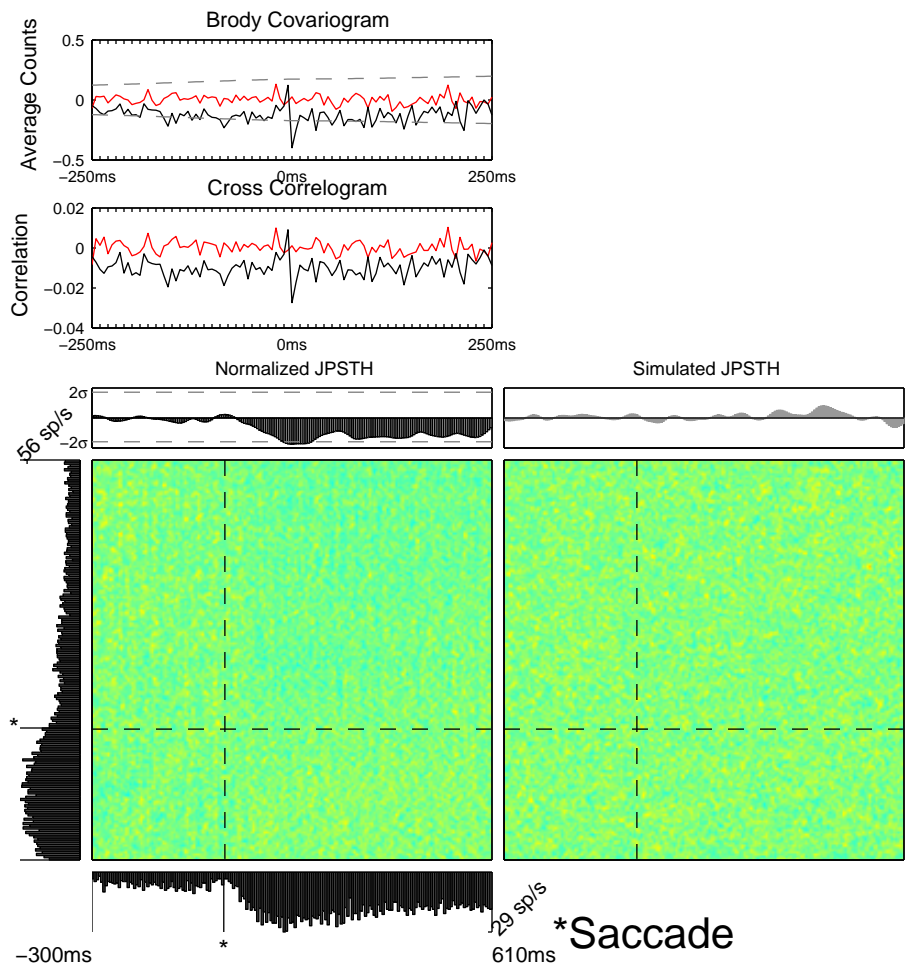 Brody Covariogram
Average Counts
0.5
0
−0.5
−250ms
0ms
250ms
Cross Correlogram
Correlation
0.02
0
−0.02
−0.04
−250ms
0ms
250ms
Normalized JPSTH
Simulated JPSTH
2σ
−2σ
56 sp/s
*
*
29 sp/s
−300ms
610ms
*Saccade